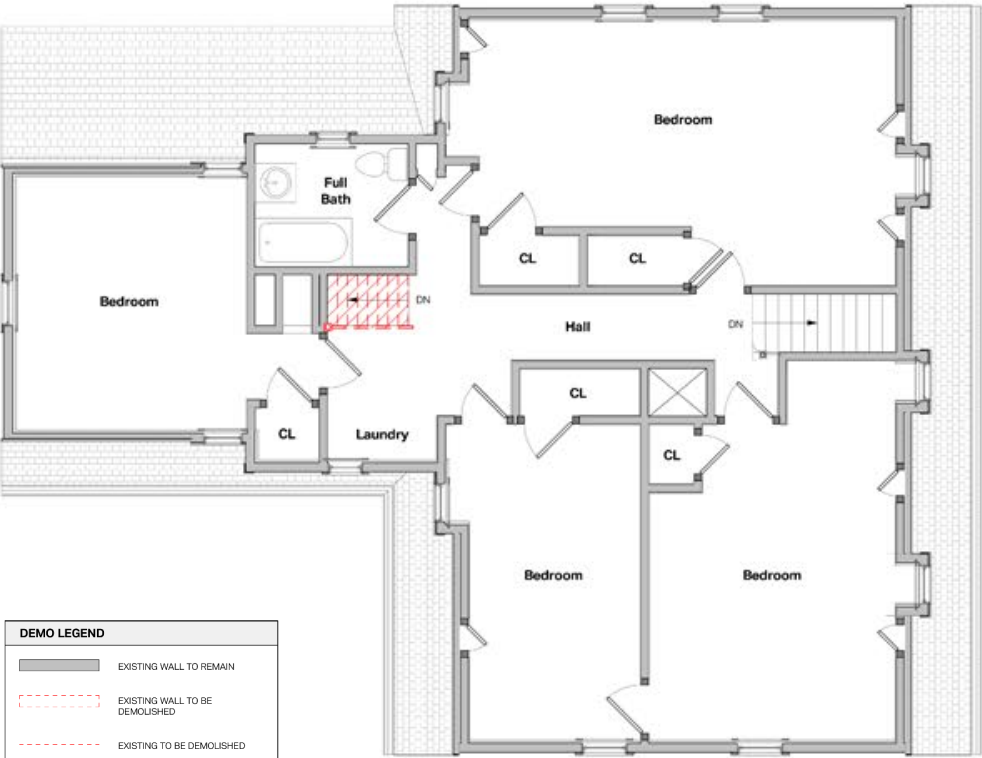 Bedroom
Full
Bath
CL
CL
Bedroom
DN
Hall
DN
CL
CL
Laundry
CL
Bedroom
Bedroom
DEMO LEGEND
EXISTING WALL TO REMAIN
EXISTING WALL TO BE
DEMOLISHED
EXISTING TO BE DEMOLISHED